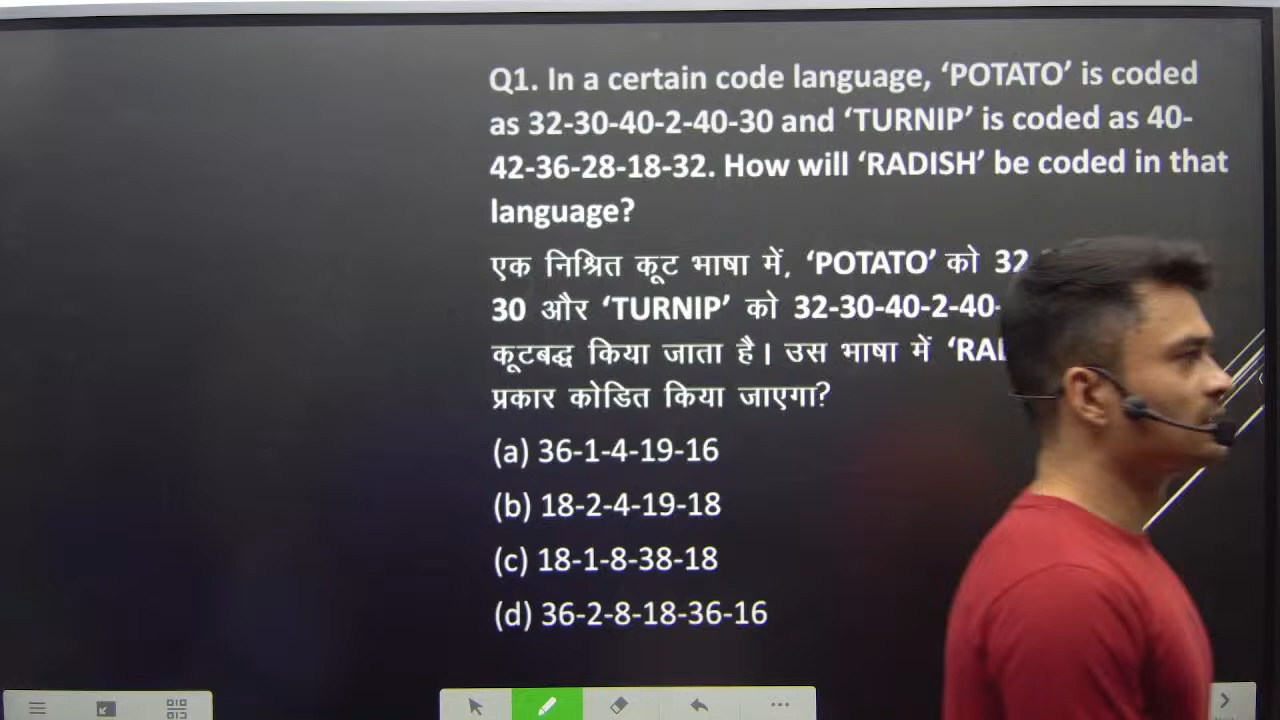 Q1. In a certain code language, ‘POTATO’ is coded
as 32-30-40-2-40-30 and ‘TURNIP’ is coded as 40-
42-36-28-18-32. How will ‘RADISH’ be coded in that
language?
एक निश्चित कूट भाषा में, ‘POTATO’ को 32
30 और ‘TURNIP’ को 32-30-40-2-40-
कूटबद्ध किया जाता है। उस भाषा में
प्रकार कोडित किया जाएगा?
(a) 36-1-4-19-16
(b) 18-2-4-19-18
(c) 18-1-8-38-18
(d) 36-2-8-18-36-16